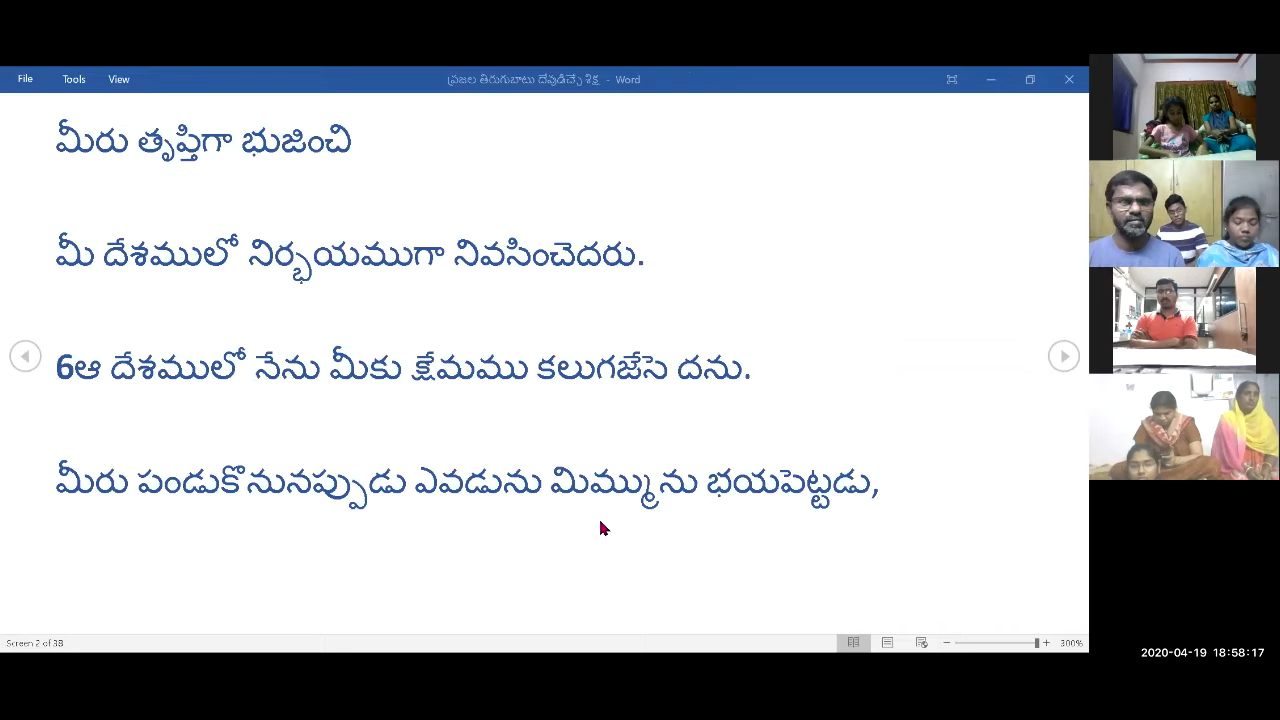 File Tools View ప్రజల తిరుగుబాటు దేవుడిచ్చే శిక్ష - Word
మీరు తృప్తిగా భుజించి
మీ దేశములో నిర్భయముగా నివసించెదరు.
6ఆ దేశములో నేను మీకు క్షేమము కలుగజేసె దను.
మీరు పండుకొనునప్పుడు ఎవడును మిమ్మును భయపెట్టడు,
Screen 2 of 38 300%
2020-04-19 18:58:17